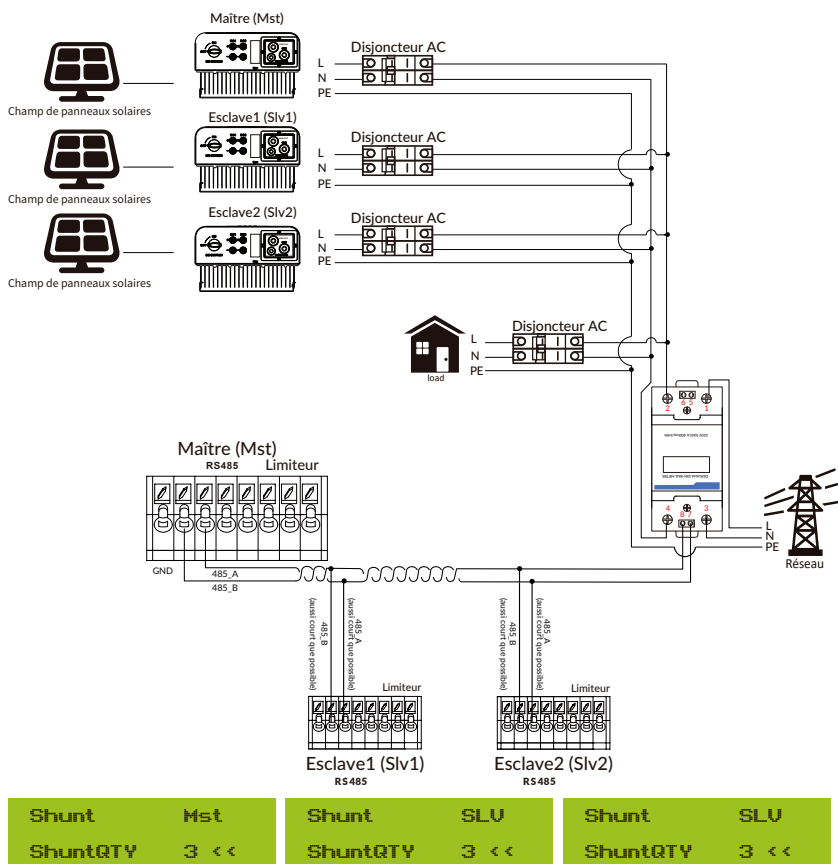 Maître (Mst)
Disjoncteur AC
L
N
PE
Champ de panneaux solaires
Esclave1 (Slv1)
Disjoncteur AC
L
N
PE
Champ de panneaux solaires
Esclave2 (Slv2)
Disjoncteur AC
L
N
PE
Champ de panneaux solaires
Disjoncteur AC
L
N
PE
load
2 6 5 1
4 8 7 3
L
N
PE
Réseau
Maître (Mst)
RS485 Limiteur
GND
485_A
485_B
485_B
(aussi court que possible)
485_A
(aussi court que possible)
485_B
(aussi court que possible)
485_A
(aussi court que possible)
Limiteur
Limiteur
Esclave1 (Slv1)
RS485
Esclave2 (Slv2)
RS485
Shunt Mst
ShuntQTY 3 <<
Shunt SLV
ShuntQTY 3 <<
Shunt SLV
ShuntQTY 3 <<